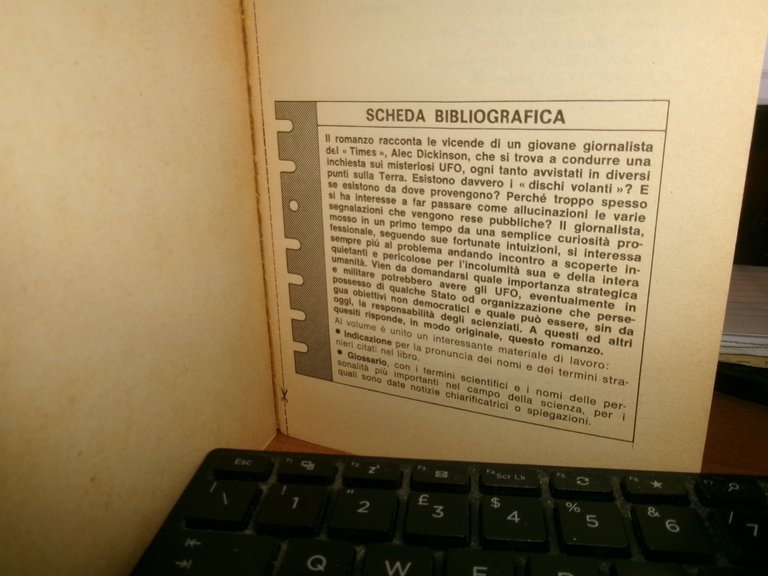 SCHEDA BIBLIOGRAFICA
Il romanzo racconta le vicende di un giovane giornalista
del « Times », Alec Dickinson, che si trova a condurre una
inchiesta sui misteriosi UFO, ogni tanto avvistati in diversi
punti sulla Terra. Esistono davvero i « dischi volanti »? E
se esistono da dove provengono? Perché troppo spesso
si ha interesse a far passare come allucinazioni le varie
segnalazioni che vengono rese pubbliche? Il giornalista,
mosso in un primo tempo da una semplice curiosità pro-
fessionale, seguendo sue fortunate intuizioni, si interessa
sempre piú al problema andando incontro a scoperte in-
quietanti e pericolose per l'incolumità sua e della intera
umanità. Vien da domandarsi quale importanza strategica
e militare potrebbero avere gli UFO, eventualmente in
possesso di qualche Stato od organizzazione che perse-
gua obiettivi non democratici e quale può essere, sin da
oggi, la responsabilità degli scienziati. A questi ed altri
quesiti risponde, in modo originale, questo romanzo.
Al volume è unito un interessante materiale di lavoro:
● Indicazione per la pronuncia dei nomi e dei termini stra-
nieri citati nel libro.
● Glossario, con i termini scientifici e i nomi delle per-
sonalità più importanti nel campo della scienza, per i
quali sono date notizie chiarificatrici o spiegazioni.
Esc F1 F2 F3 F4 Scr Lk F5 F6 F7
\ | ! 1 " 2 £ 3 $ 4 % 5 & 6 / 7
Q W E R T Y